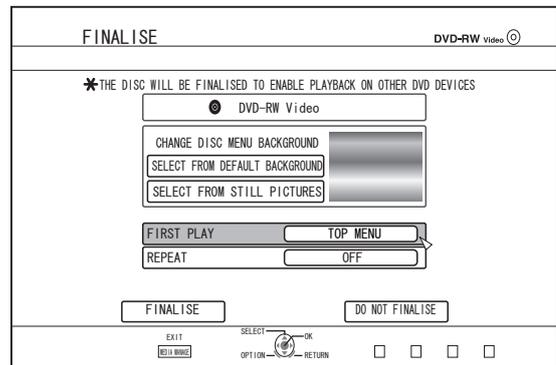 FINALISE
DVD-RW Video
*THE DISC WILL BE FINALISED TO ENABLE PLAYBACK ON OTHER DVD DEVICES
DVD-RW Video
CHANGE DISC MENU BACKGROUND
SELECT FROM DEFAULT BACKGROUND
SELECT FROM STILL PICTURES
FIRST PLAY TOP MENU
REPEAT OFF
FINALISE DO NOT FINALISE
EXIT
MEDIA MANAGE
SELECT OK
OPTION RETURN